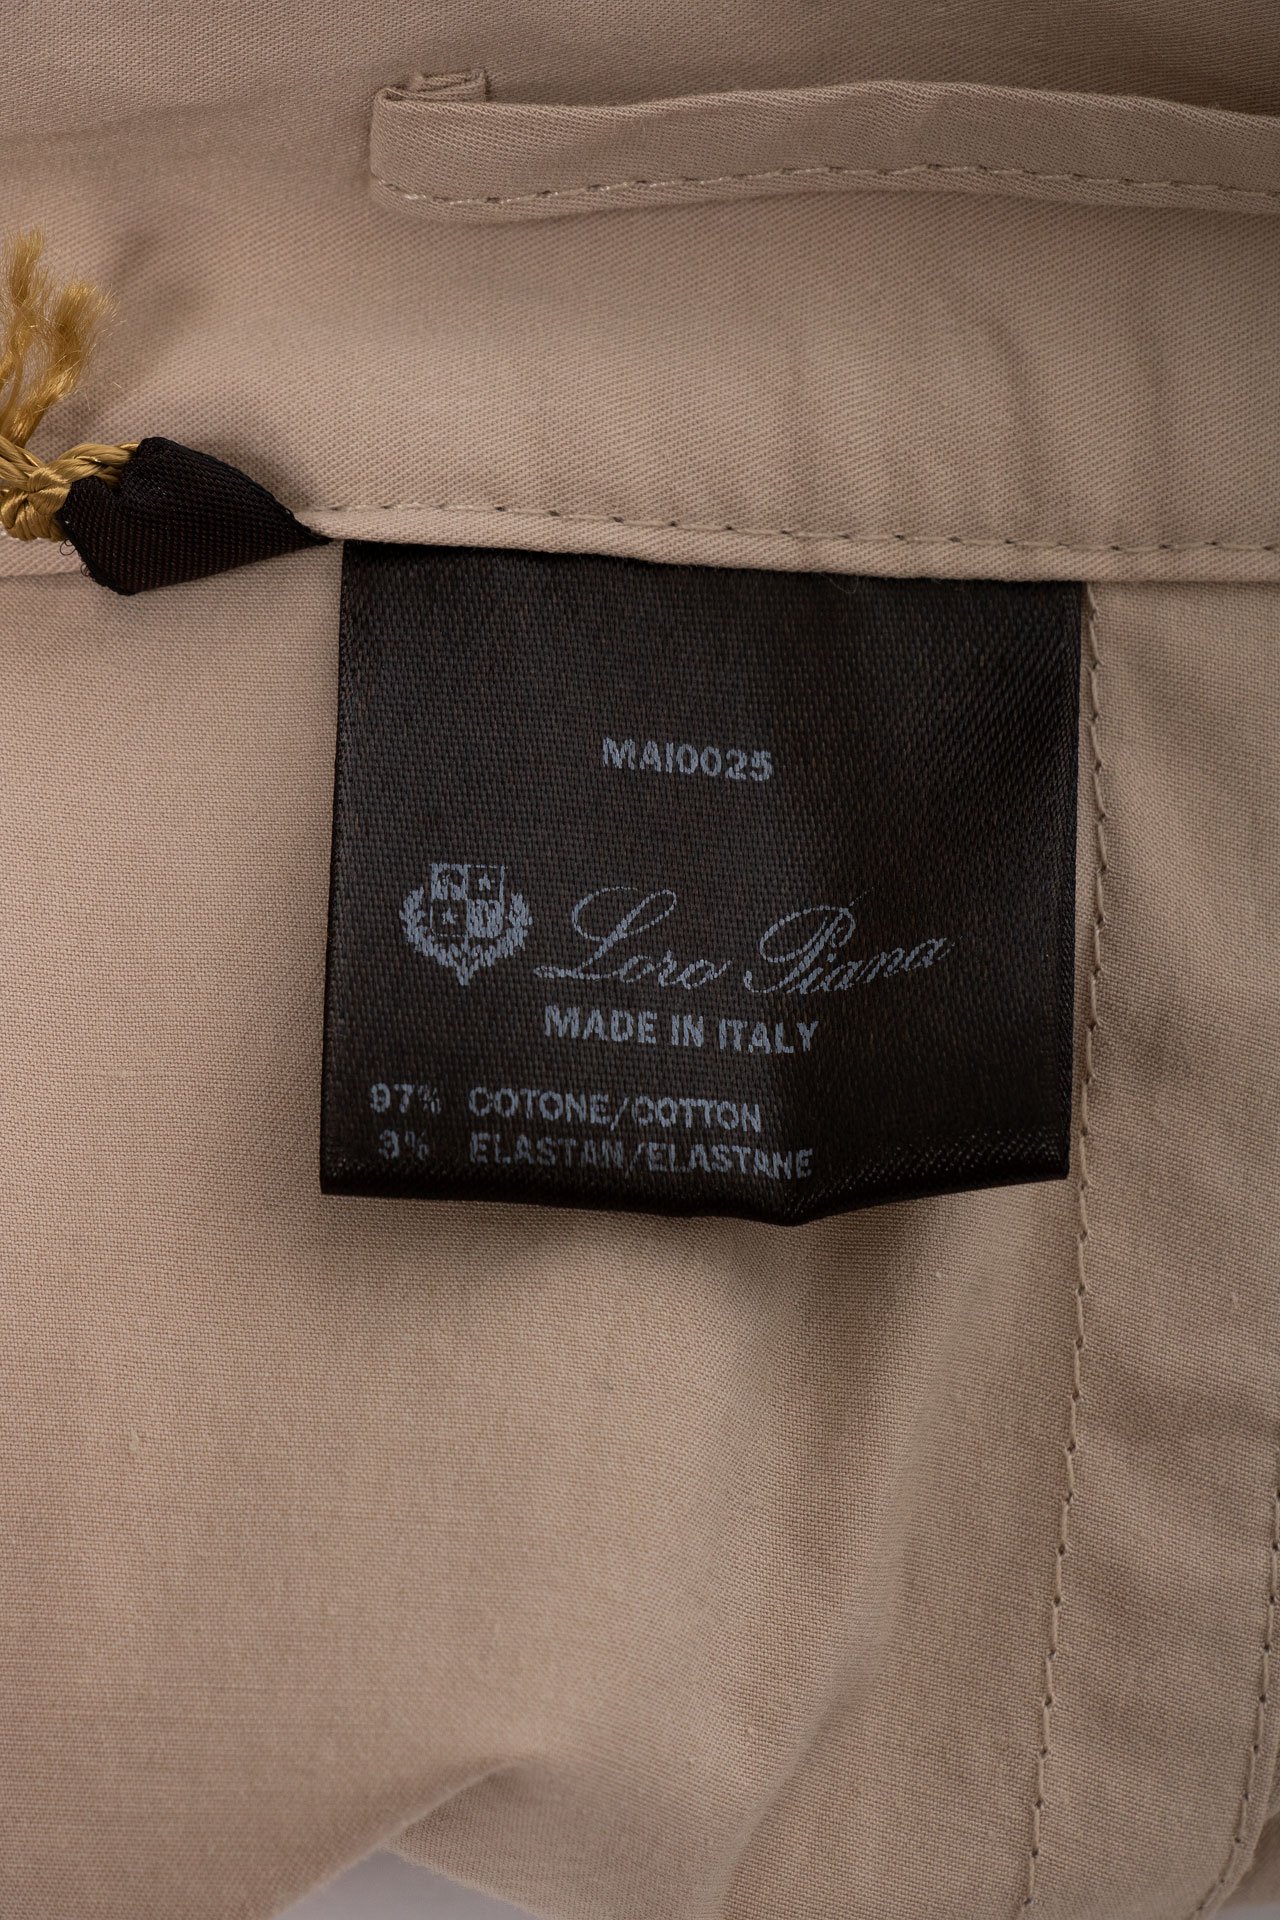 MAI0025
Loro Piana
MADE IN ITALY
97% COTONE/COTTON
3% ELASTAN/ELASTANE